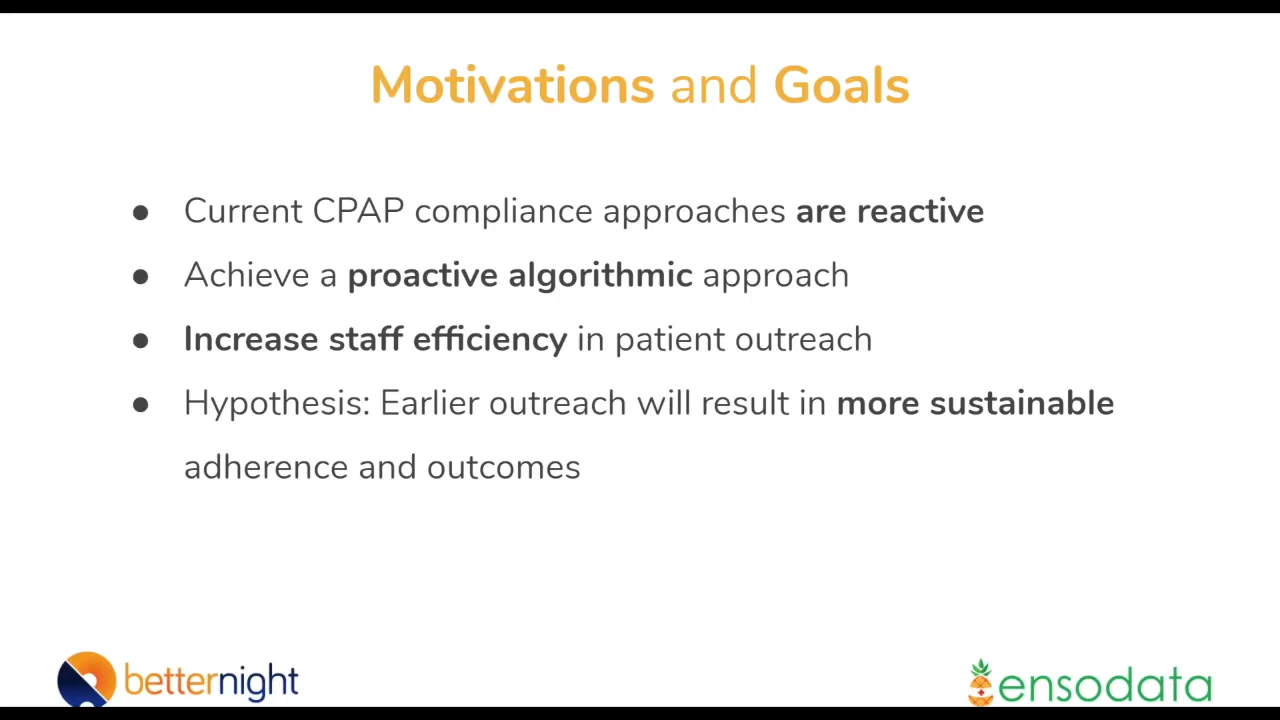 Motivations and Goals
● Current CPAP compliance approaches are reactive
● Achieve a proactive algorithmic approach
● Increase staff efficiency in patient outreach
● Hypothesis: Earlier outreach will result in more sustainable
adherence and outcomes
betternight
ensodata